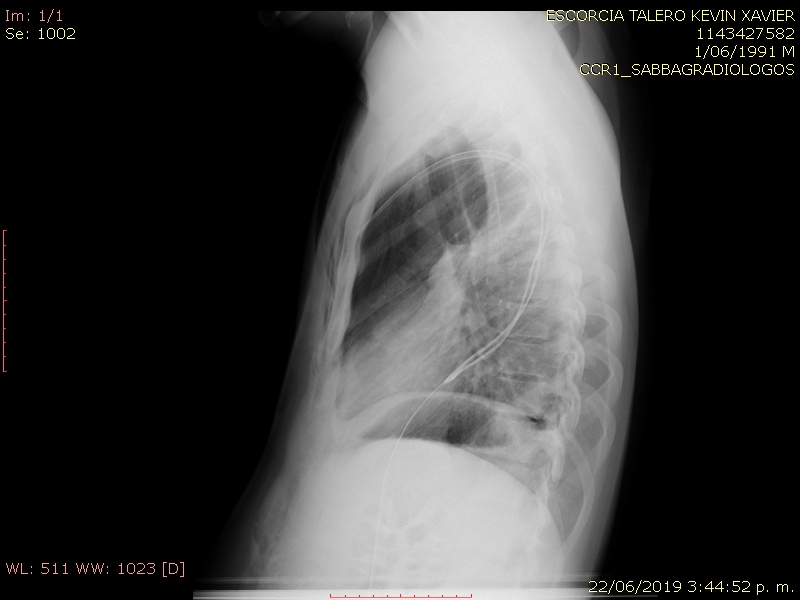 Im: 1/1
Se: 1002
ESCORCIA TALERO KEVIN XAVIER
1143427582
1/06/1991 M
CCR1_SABBAGRADIOLOGOS
WL: 511 WW: 1023 [D]
22/06/2019 3:44:52 p. m.